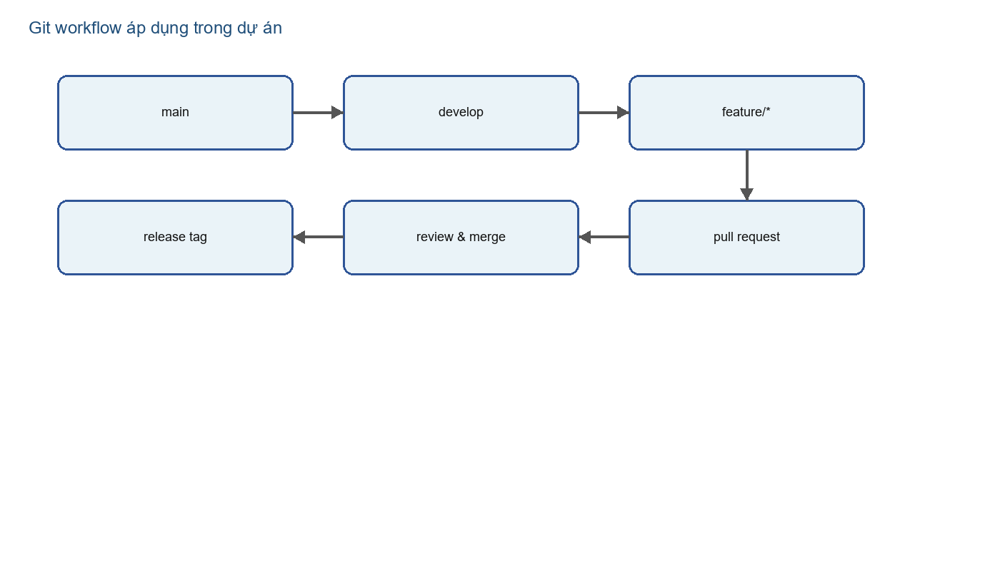 Git workflow áp dụng trong dự án
main
develop
feature/*
release tag
review & merge
pull request